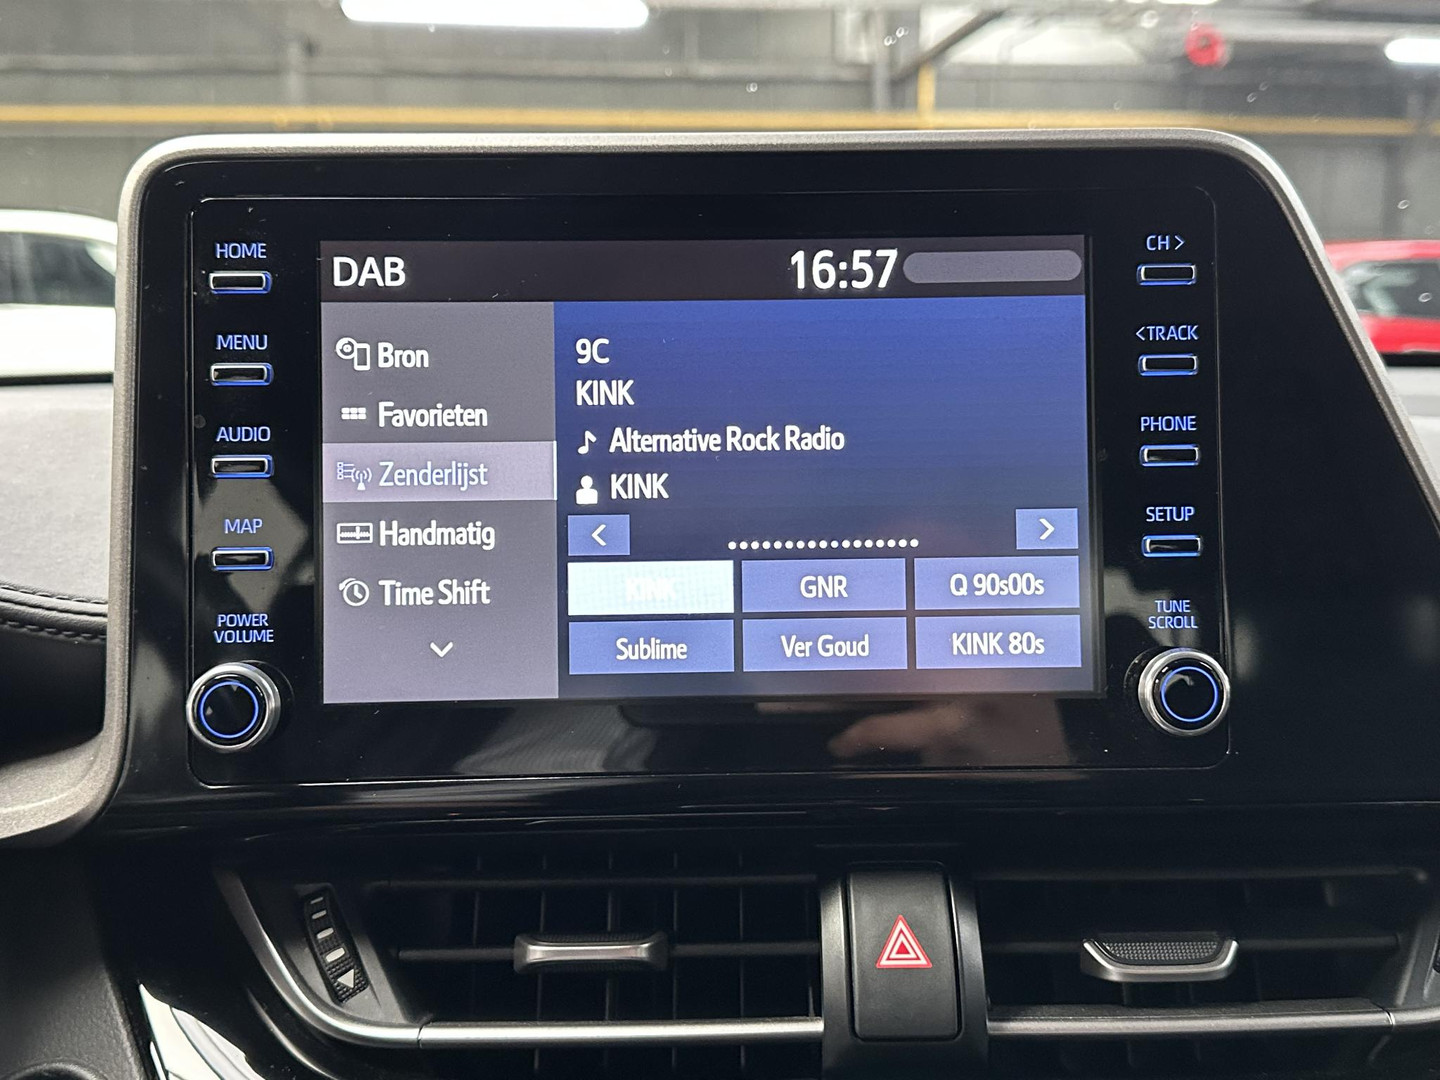 HOME
MENU
AUDIO
MAP
POWER
VOLUME
DAB
16:57
Bron
Favorieten
Zenderlijst
Handmatig
Time Shift
9C
KINK
Alternative Rock Radio
KINK
<
>
KINK
GNR
Q 90s00s
Sublime
Ver Goud
KINK 80s
CH >
<TRACK
PHONE
SETUP
TUNE
SCROLL